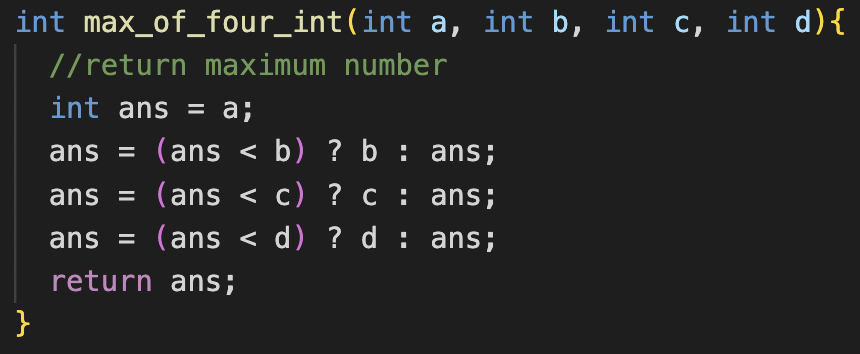 int max_of_four_int(int a, int b, int c, int d){
//return maximum number
int ans = a;
ans = (ans < b) ? b : ans;
ans = (ans < c) ? c : ans;
ans = (ans < d) ? d : ans;
return ans;
}